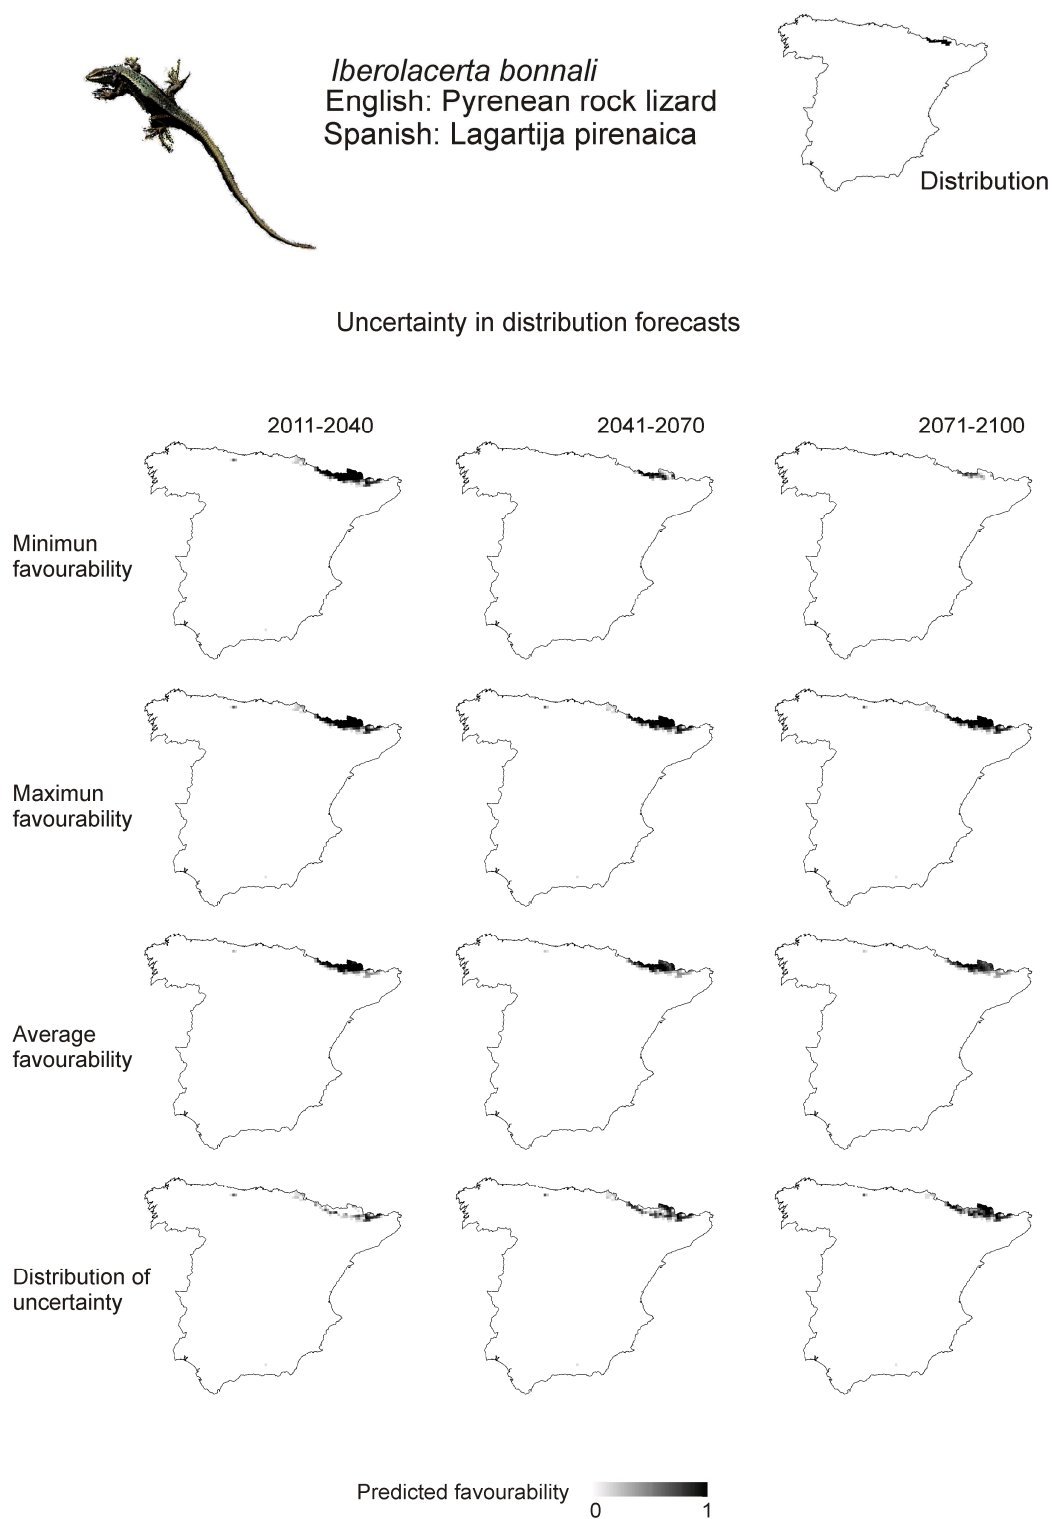 Iberolacerta bonnali
English: Pyrenean rock lizard
Spanish: Lagartija pirenaica
Distribution
Uncertainty in distribution forecasts
2011-2040
2041-2070
2071-2100
Minimun
favourability
Maximun
favourability
Average
favourability
Distribution of
uncertainty
Predicted favourability
0
1